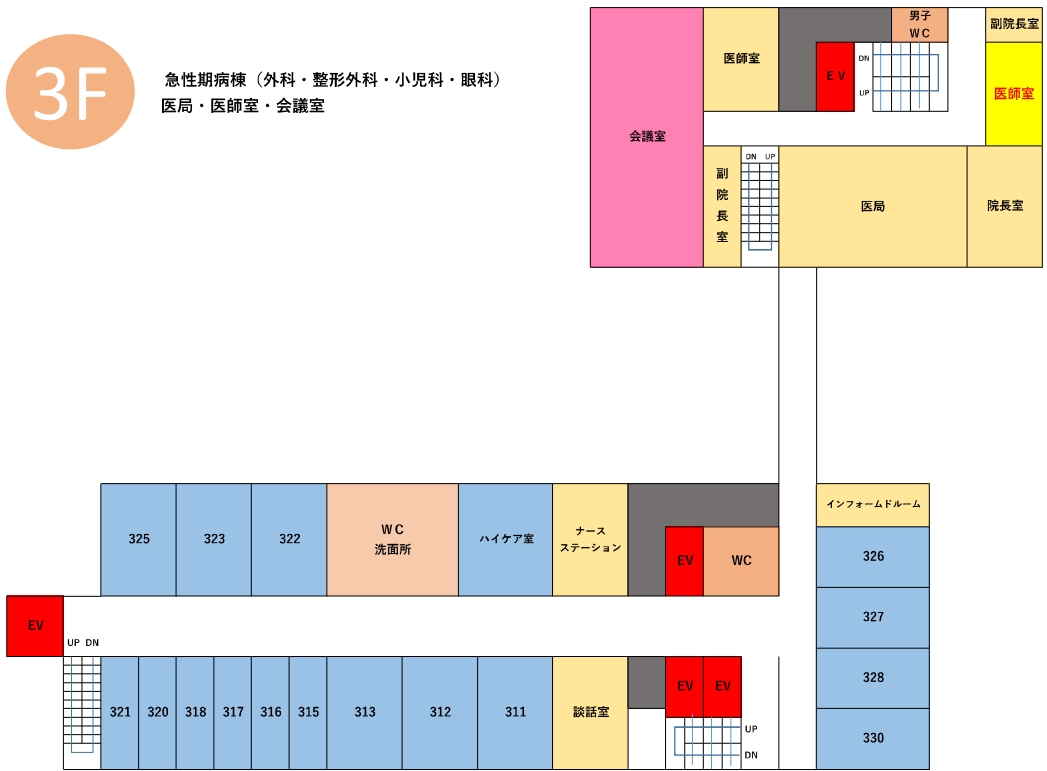 3F
急性期病棟（外科・整形外科・小児科・眼科）
医局・医師室・会議室
男子
WC
副院長室
医師室
EV
DN
UP
医師室
会議室
副
院
長
室
DN UP
医局
院長室
325
323
322
WC
洗面所
ハイケア室
ナース
ステーション
EV
WC
インフォームドルーム
326
327
328
330
EV
UP DN
321
320
318
317
316
315
313
312
311
談話室
EV
EV
UP
DN